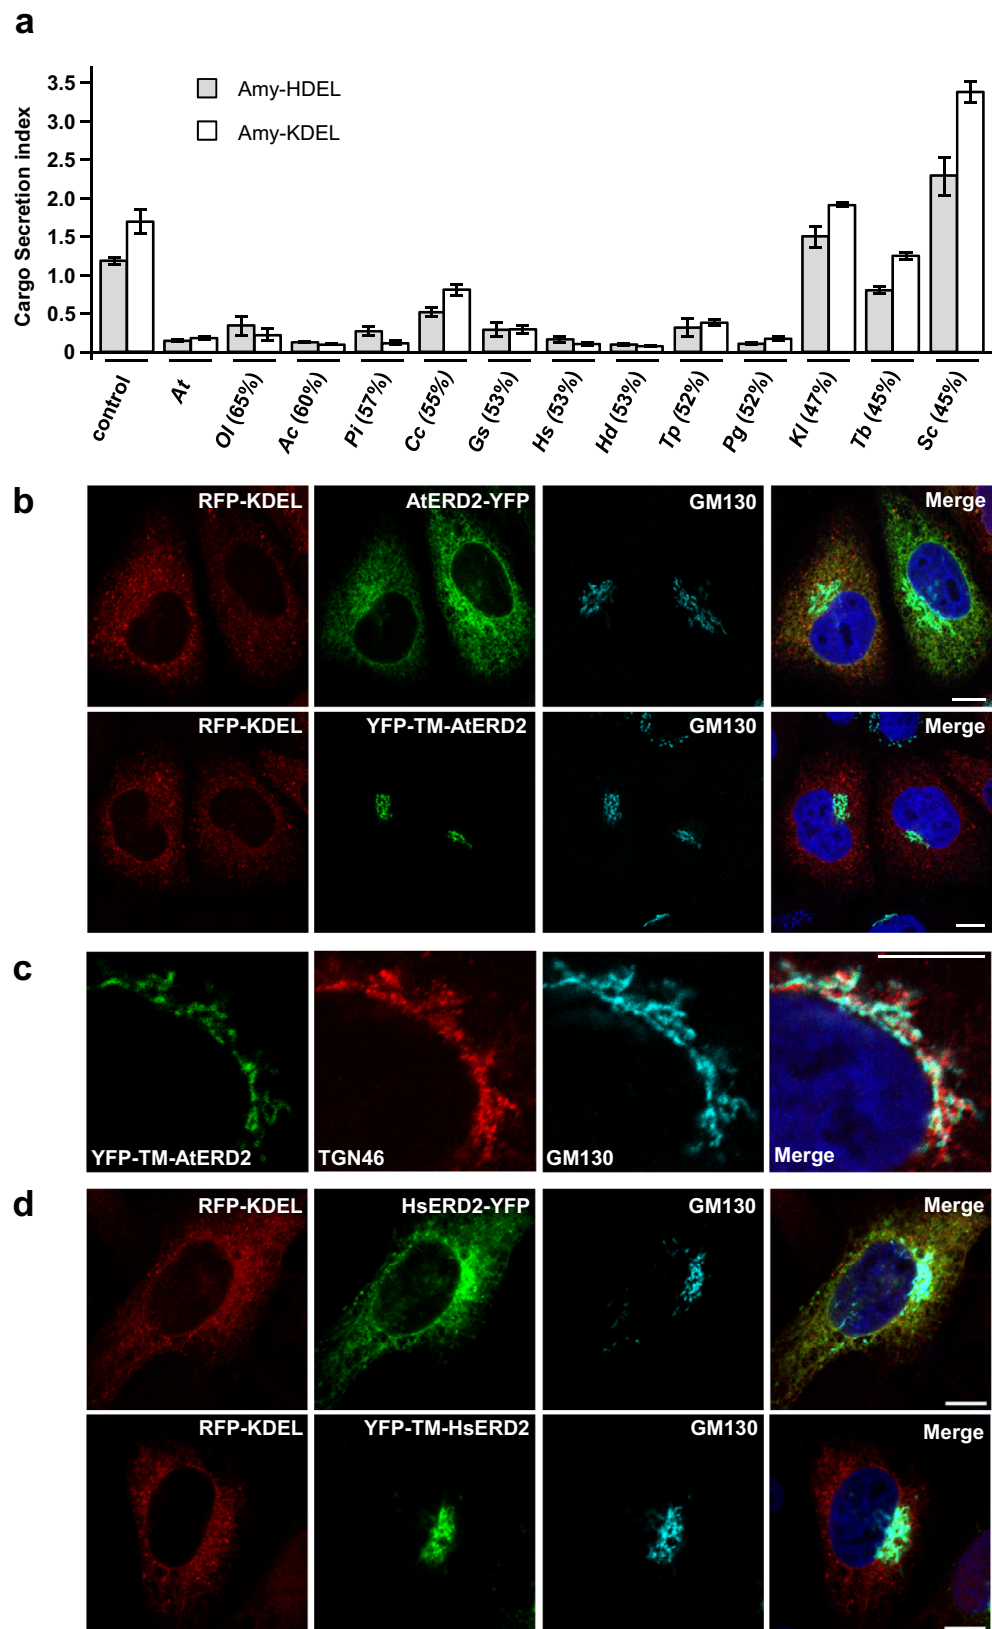 a
Cargo Secretion index
3.5
3.0
2.5
2.0
1.5
1.0
0.5
0
Amy-HDEL
Amy-KDEL
control
At
Ol (65%)
Ac (60%)
Pi (57%)
Cc (55%)
Gs (53%)
Hs (53%)
Hd (53%)
Tp (52%)
Pg (52%)
Kl (47%)
Tb (45%)
Sc (45%)
b
RFP-KDEL
AtERD2-YFP
GM130
Merge
RFP-KDEL
YFP-TM-AtERD2
GM130
Merge
c
YFP-TM-AtERD2
TGN46
GM130
Merge
d
RFP-KDEL
HsERD2-YFP
GM130
Merge
RFP-KDEL
YFP-TM-HsERD2
GM130
Merge